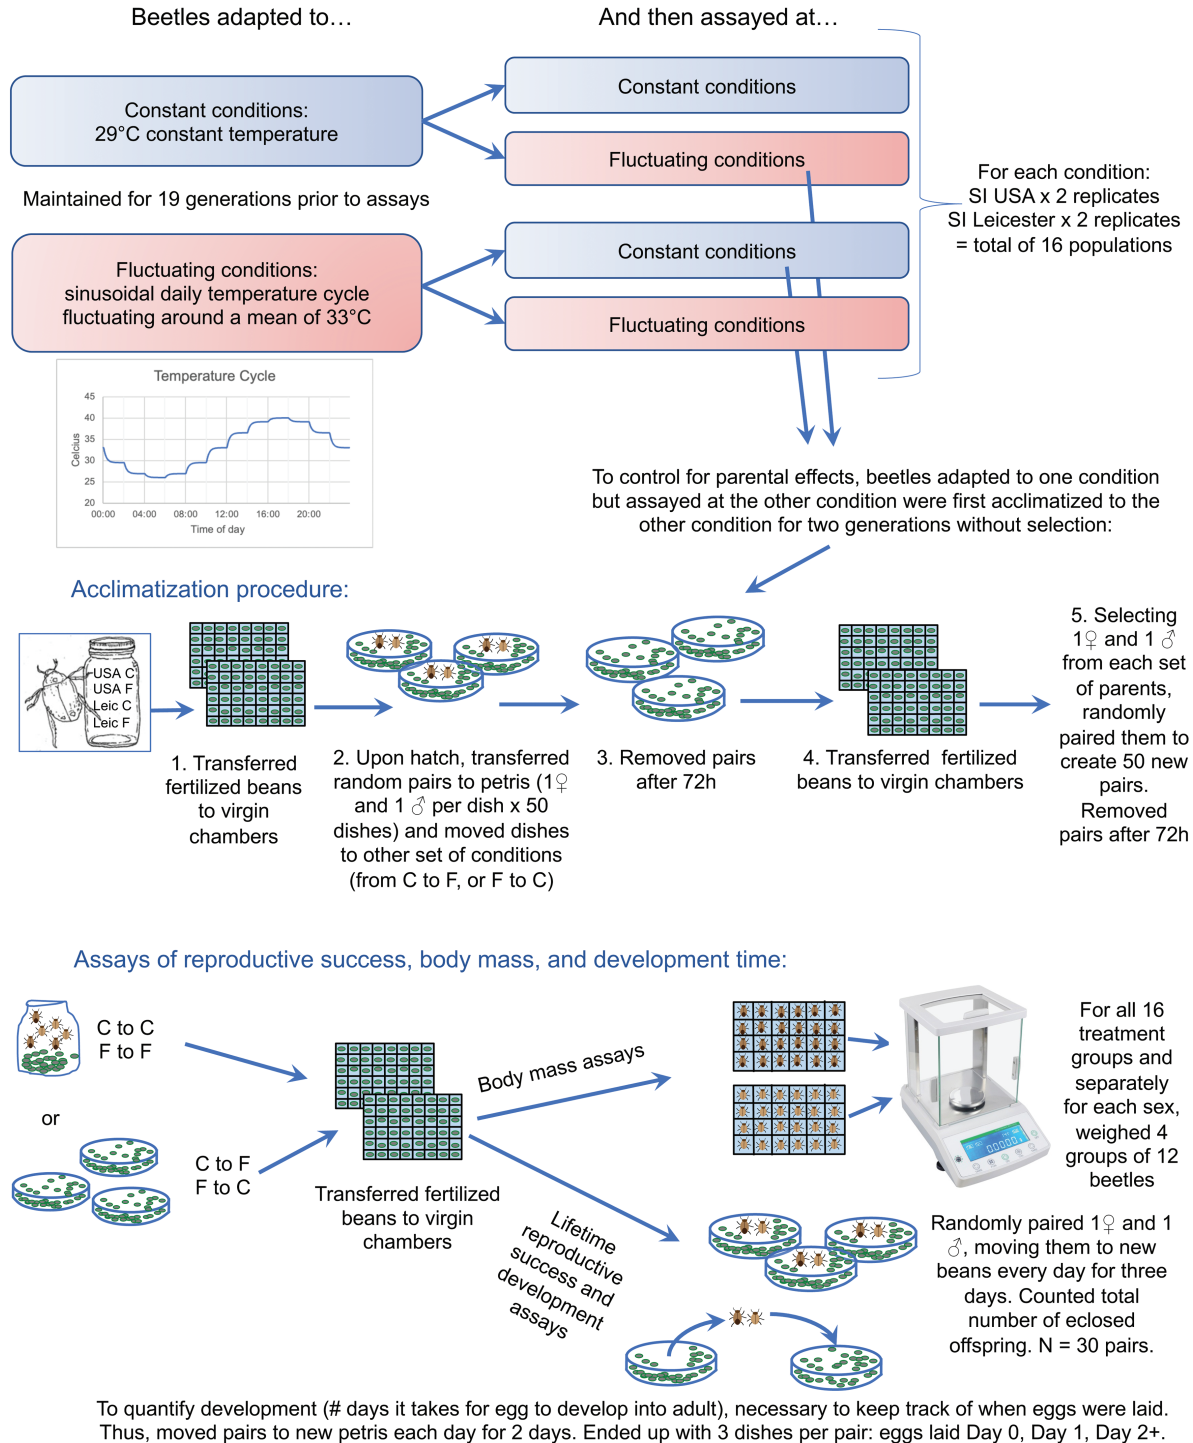 Beetles adapted to…
And then assayed at…
Constant conditions:
29°C constant temperature
Constant conditions
Fluctuating conditions
Maintained for 19 generations prior to assays
For each condition:
SI USA x 2 replicates
SI Leicester x 2 replicates
= total of 16 populations
Fluctuating conditions:
sinusoidal daily temperature cycle
fluctuating around a mean of 33°C
Constant conditions
Fluctuating conditions
Temperature Cycle
45
40
35
30
25
20
Celcius
00:00 04:00 08:00 12:00 16:00 20:00
Time of day
To control for parental effects, beetles adapted to one condition
but assayed at the other condition were first acclimatized to the
other condition for two generations without selection:
Acclimatization procedure:
USA C
USA F
Leic C
Leic F
1. Transferred
fertilized beans
to virgin
chambers
2. Upon hatch, transferred
random pairs to petris (1♀
and 1 ♂ per dish x 50
dishes) and moved dishes
to other set of conditions
(from C to F, or F to C)
3. Removed pairs
after 72h
4. Transferred fertilized
beans to virgin chambers
5. Selecting
1♀ and 1 ♂
from each set
of parents,
randomly
paired them to
create 50 new
pairs.
Removed
pairs after 72h
Assays of reproductive success, body mass, and development time:
C to C
F to F
or
C to F
F to C
Transferred fertilized
beans to virgin
chambers
Body mass assays
Lifetime
reproductive
success and
development
assays
For all 16
treatment
groups and
separately
for each sex,
weighed 4
groups of 12
beetles
Randomly paired 1♀ and 1
♂, moving them to new
beans every day for three
days. Counted total
number of eclosed
offspring. N = 30 pairs.
To quantify development (# days it takes for egg to develop into adult), necessary to keep track of when eggs were laid.
Thus, moved pairs to new petris each day for 2 days. Ended up with 3 dishes per pair: eggs laid Day 0, Day 1, Day 2+.